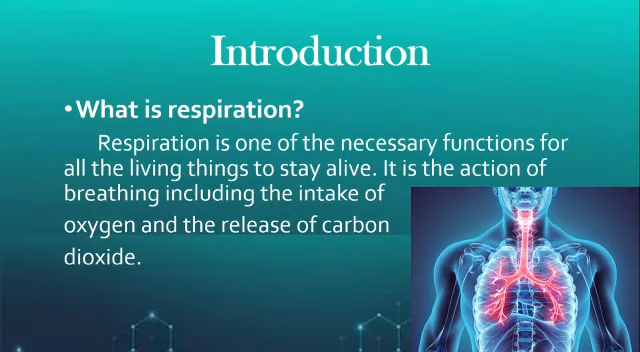 Introduction
•What is respiration?
Respiration is one of the necessary functions for
all the living things to stay alive. It is the action of
breathing including the intake of
oxygen and the release of carbon
dioxide.